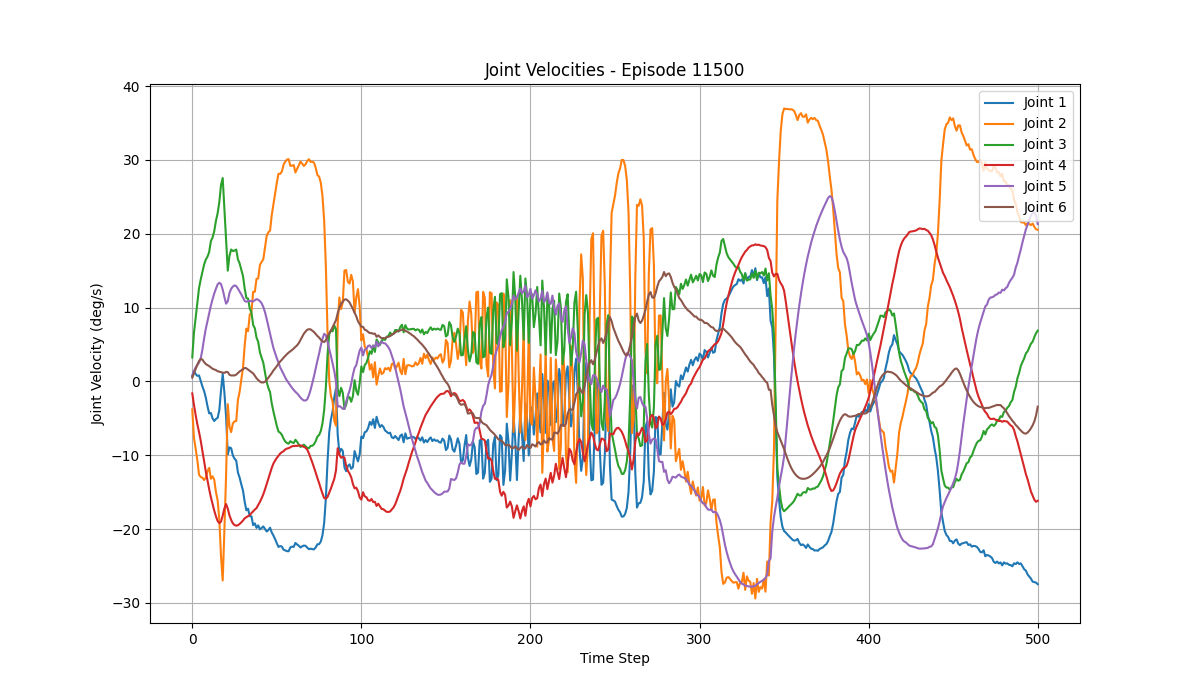 Joint Velocities - Episode 11500
Joint Velocity (deg/s)
40
30
20
10
0
−10
−20
−30
0 100 200 300 400 500
Time Step
Joint 1
Joint 2
Joint 3
Joint 4
Joint 5
Joint 6